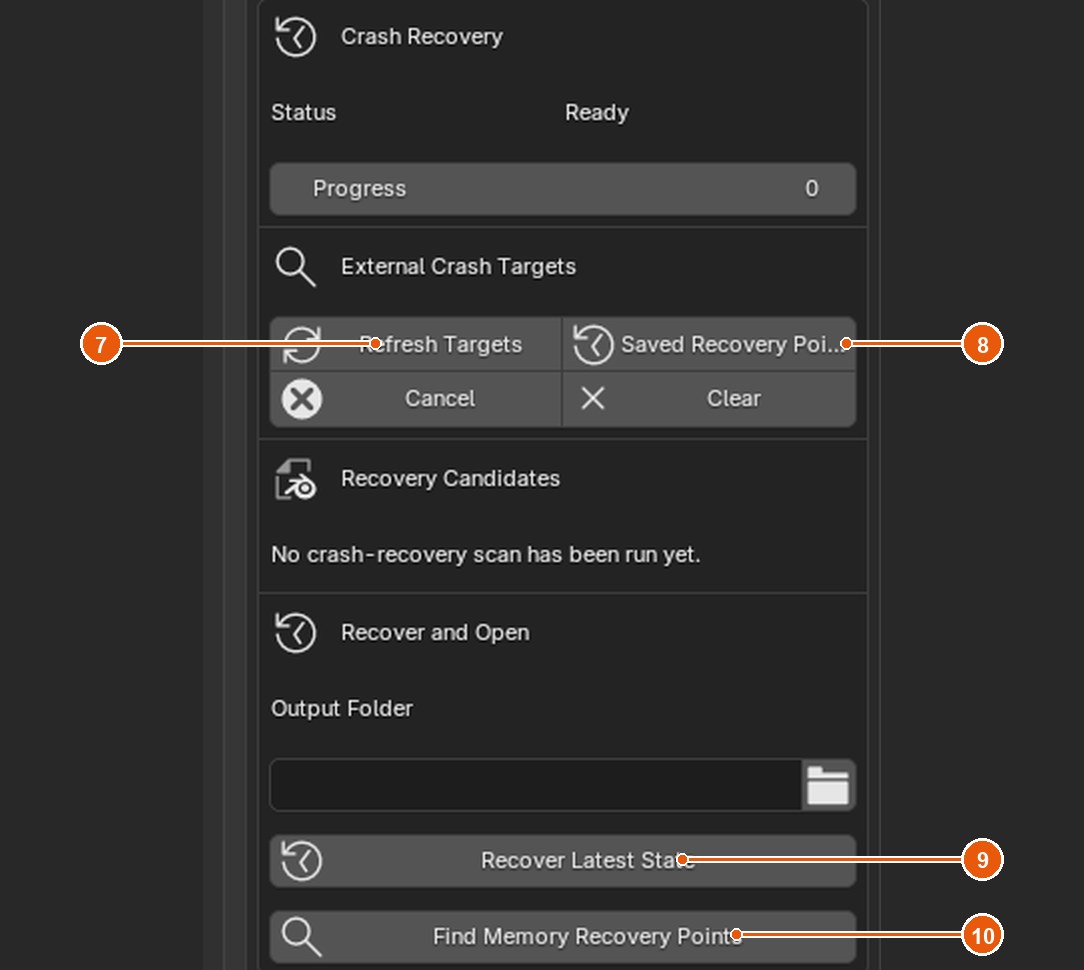 Crash Recovery
Status Ready
Progress 0
External Crash Targets
7 Refresh Targets Saved Recovery Poi... 8
Cancel Clear
Recovery Candidates
No crash-recovery scan has been run yet.
Recover and Open
Output Folder
Recover Latest State 9
Find Memory Recovery Points 10